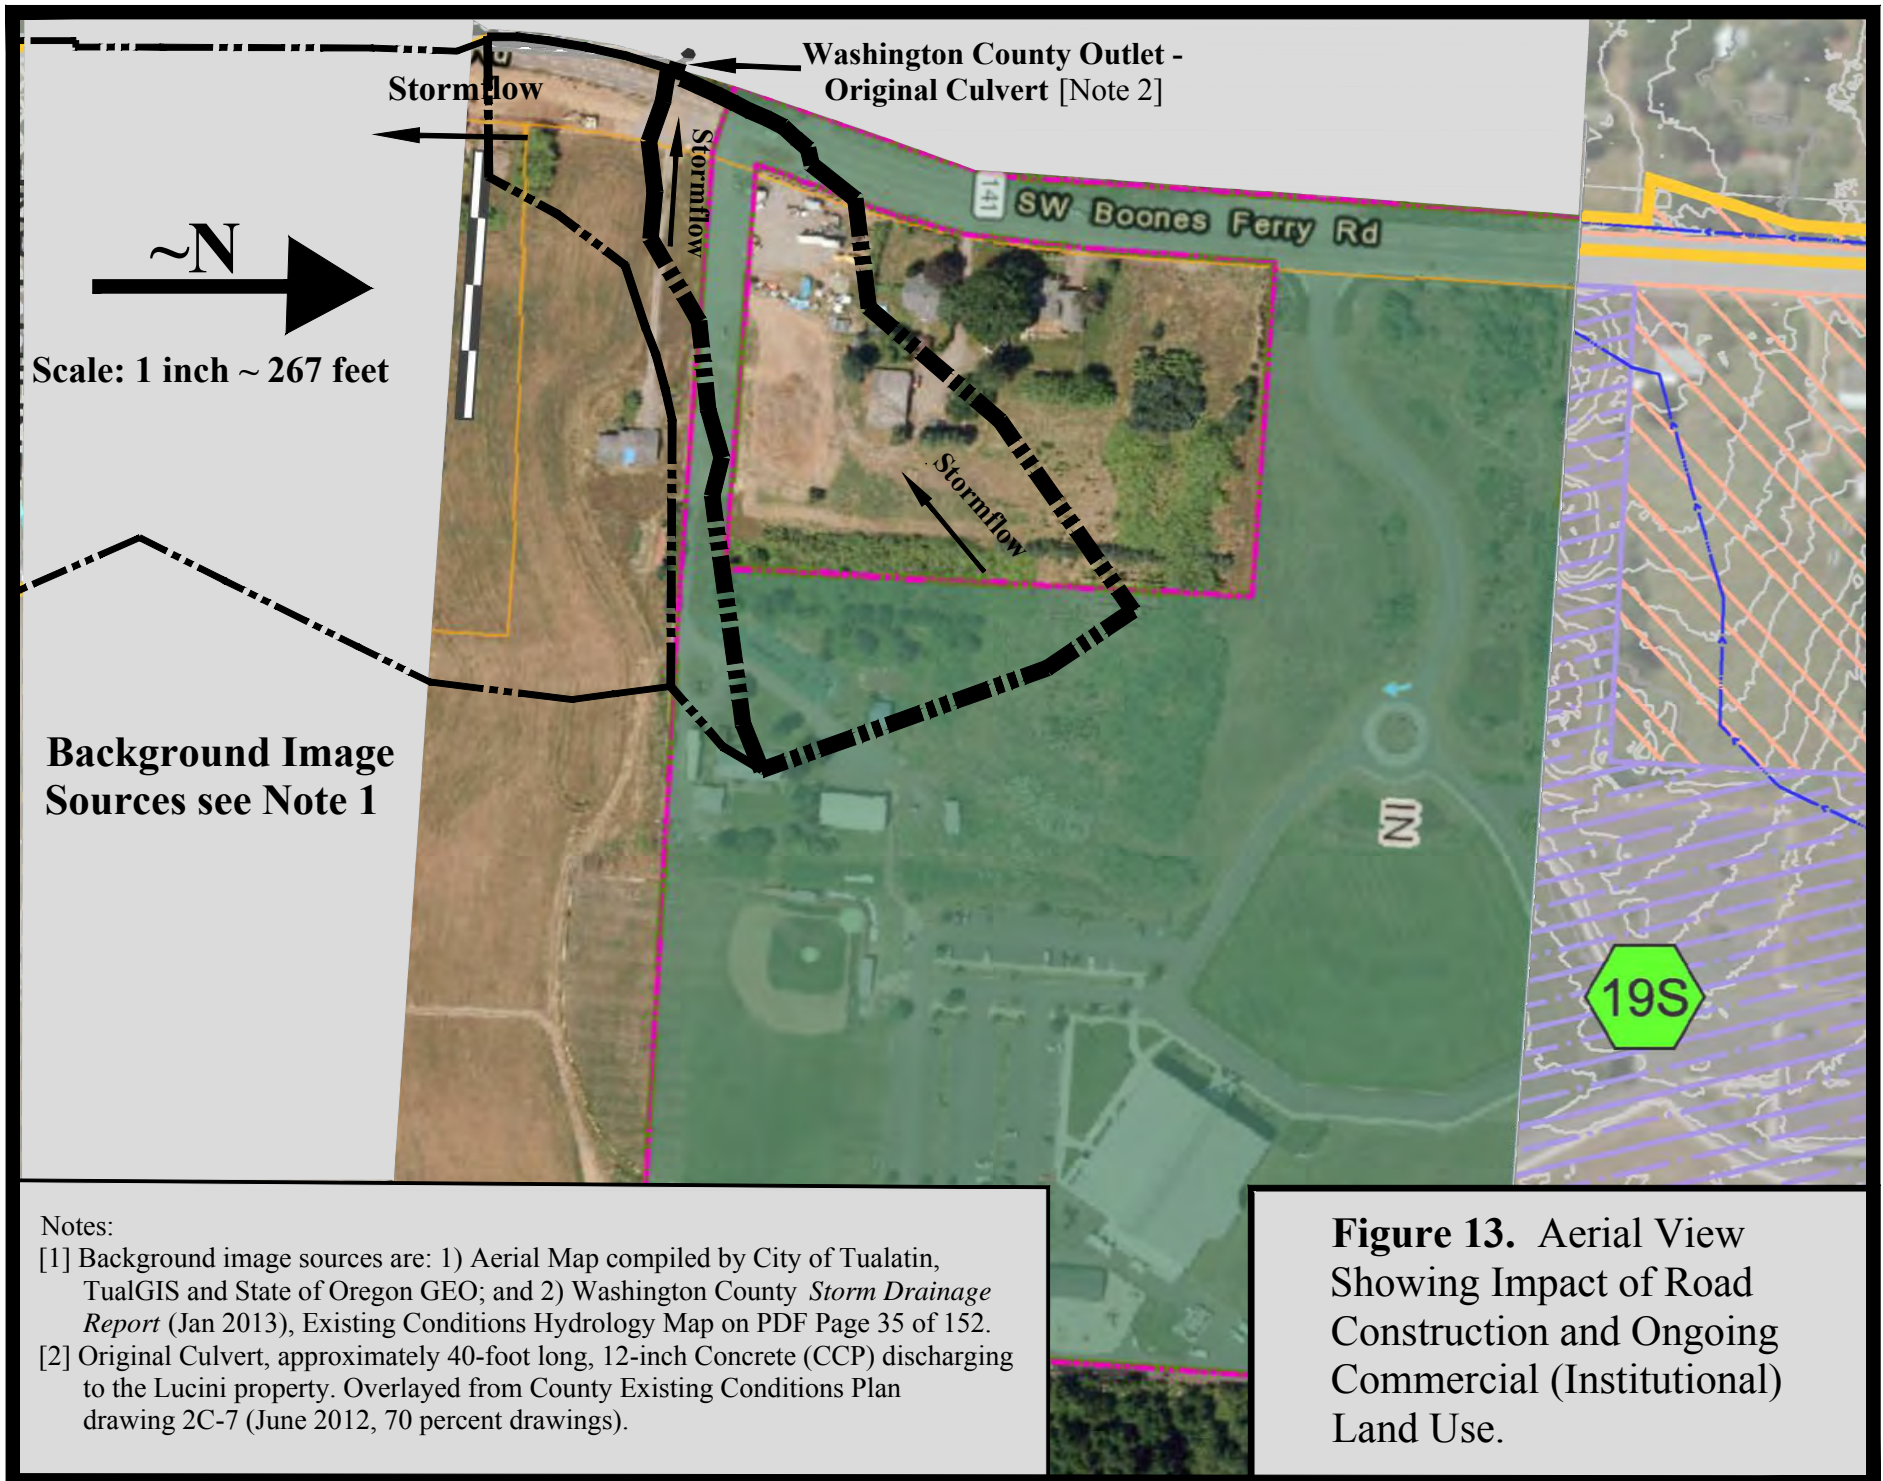 Rd
Stormflow
Washington County Outlet -
Original Culvert [Note 2]
Stormflow
141
SW Boones Ferry Rd
~N
Scale: 1 inch ~ 267 feet
Stormflow
Background Image
Sources see Note 1
IN
19S
Notes:
[1] Background image sources are: 1) Aerial Map compiled by City of Tualatin,
TualGIS and State of Oregon GEO; and 2) Washington County Storm Drainage
Report (Jan 2013), Existing Conditions Hydrology Map on PDF Page 35 of 152.
[2] Original Culvert, approximately 40-foot long, 12-inch Concrete (CCP) discharging
to the Lucini property. Overlayed from County Existing Conditions Plan
drawing 2C-7 (June 2012, 70 percent drawings).
Figure 13. Aerial View
Showing Impact of Road
Construction and Ongoing
Commercial (Institutional)
Land Use.